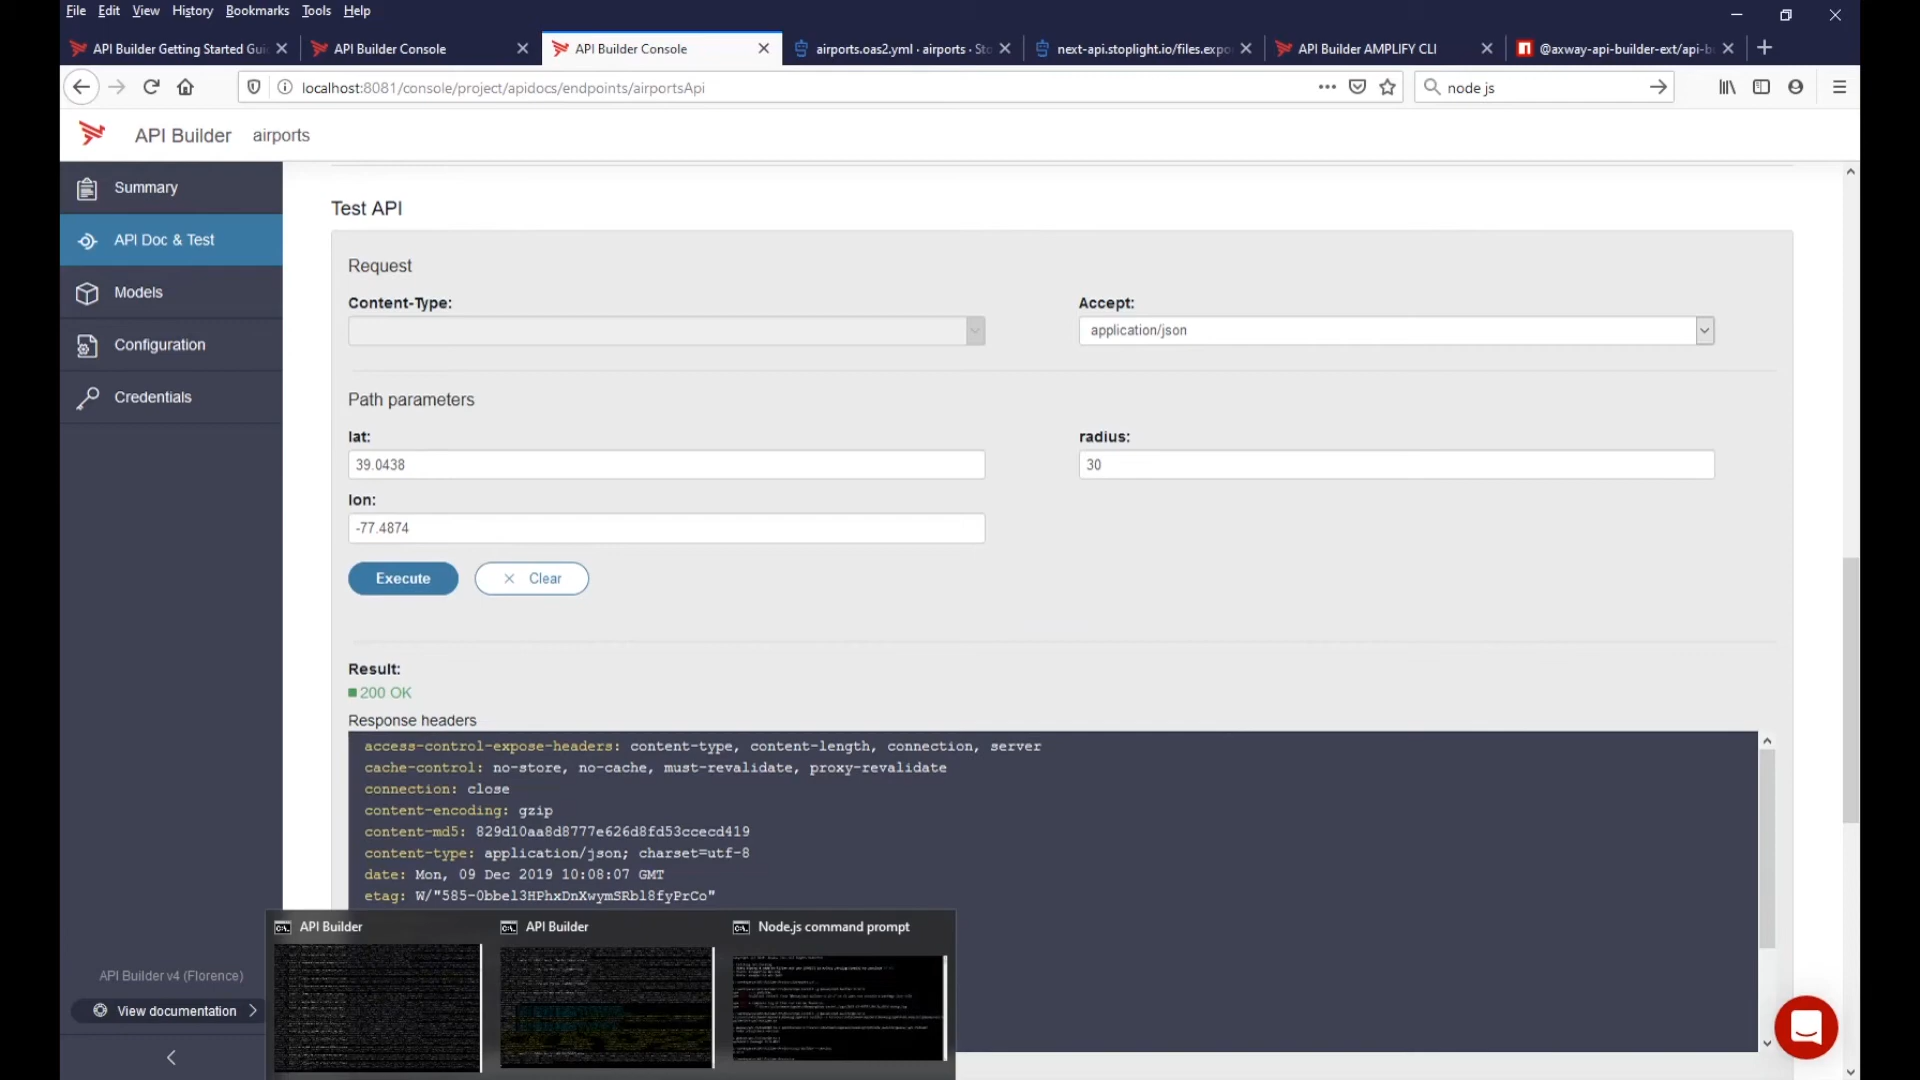 File Edit View History Bookmarks Tools Help
API Builder Getting Started Gui
API Builder Console
API Builder Console
airports.oas2.yml · airports · Sto
next-api.stoplight.io/files.expo
API Builder AMPLIFY CLI
@axway-api-builder-ext/api-b
localhost:8081/console/project/apidocs/endpoints/airportsApi
node js
API Builder airports
Summary
API Doc & Test
Models
Configuration
Credentials
Test API
Request
Content-Type:
Accept:
application/json
Path parameters
lat:
radius:
39.0438
30
lon:
-77.4874
Execute
Clear
Result:
200 OK
Response headers
access-control-expose-headers: content-type, content-length, connection, server
cache-control: no-store, no-cache, must-revalidate, proxy-revalidate
connection: close
content-encoding: gzip
content-md5: 829d10aa8d8777e626d8fd53ccecd419
content-type: application/json; charset=utf-8
date: Mon, 09 Dec 2019 10:08:07 GMT
etag: W/"585-0bbel3HPhxDnXwymSRbl8fyPrCo"
API Builder
API Builder
Node.js command prompt
API Builder v4 (Florence)
View documentation